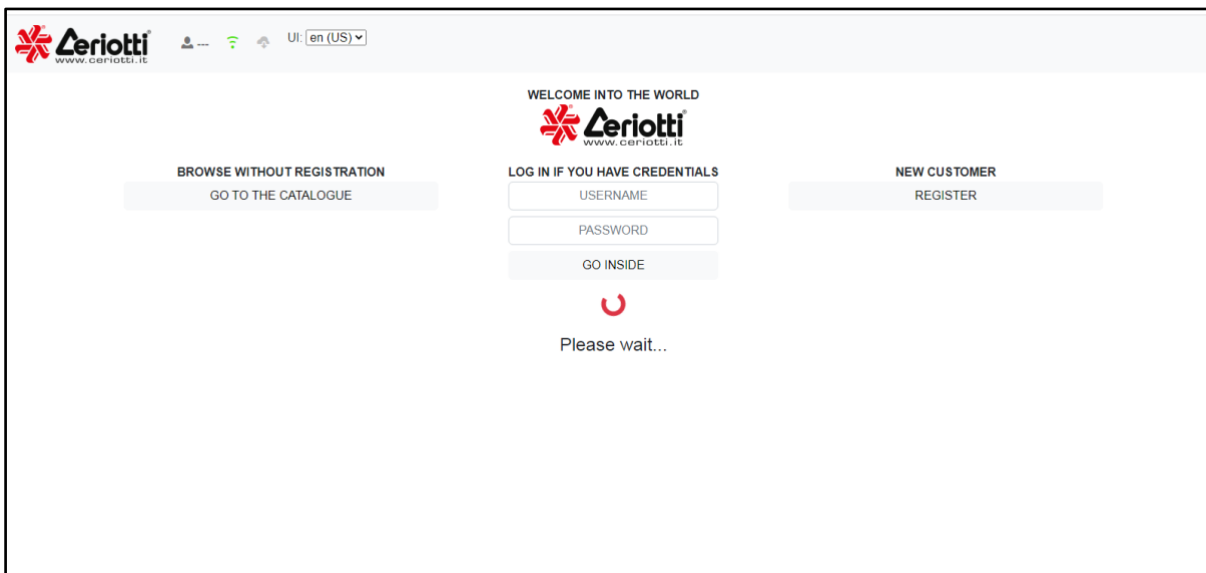 Ceriotti
www.ceriotti.it
--- UI: en (US)
WELCOME INTO THE WORLD
Ceriotti
www.ceriotti.it
BROWSE WITHOUT REGISTRATION
GO TO THE CATALOGUE
LOG IN IF YOU HAVE CREDENTIALS
USERNAME
PASSWORD
GO INSIDE
Please wait...
NEW CUSTOMER
REGISTER